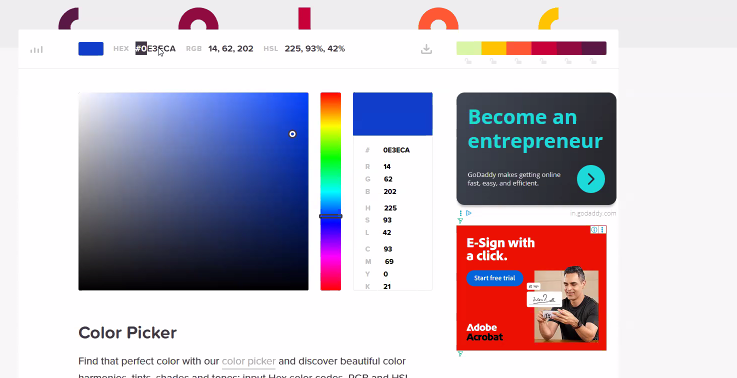 HEX #0E3ECA RGB 14, 62, 202 HSL 225, 93%, 42%
# 0E3ECA
R 14
G 62
B 202
H 225
S 93
L 42
C 93
M 69
Y 0
K 21
Become an
entrepreneur
GoDaddy makes getting online
fast, easy, and efficient.
in.godaddy.com
E-Sign with
a click.
Start free trial
Adobe
Acrobat
Color Picker
Find that perfect color with our color picker and discover beautiful color
harmonies, tints, shades and tones; input Hex color codes, RGB and HSL